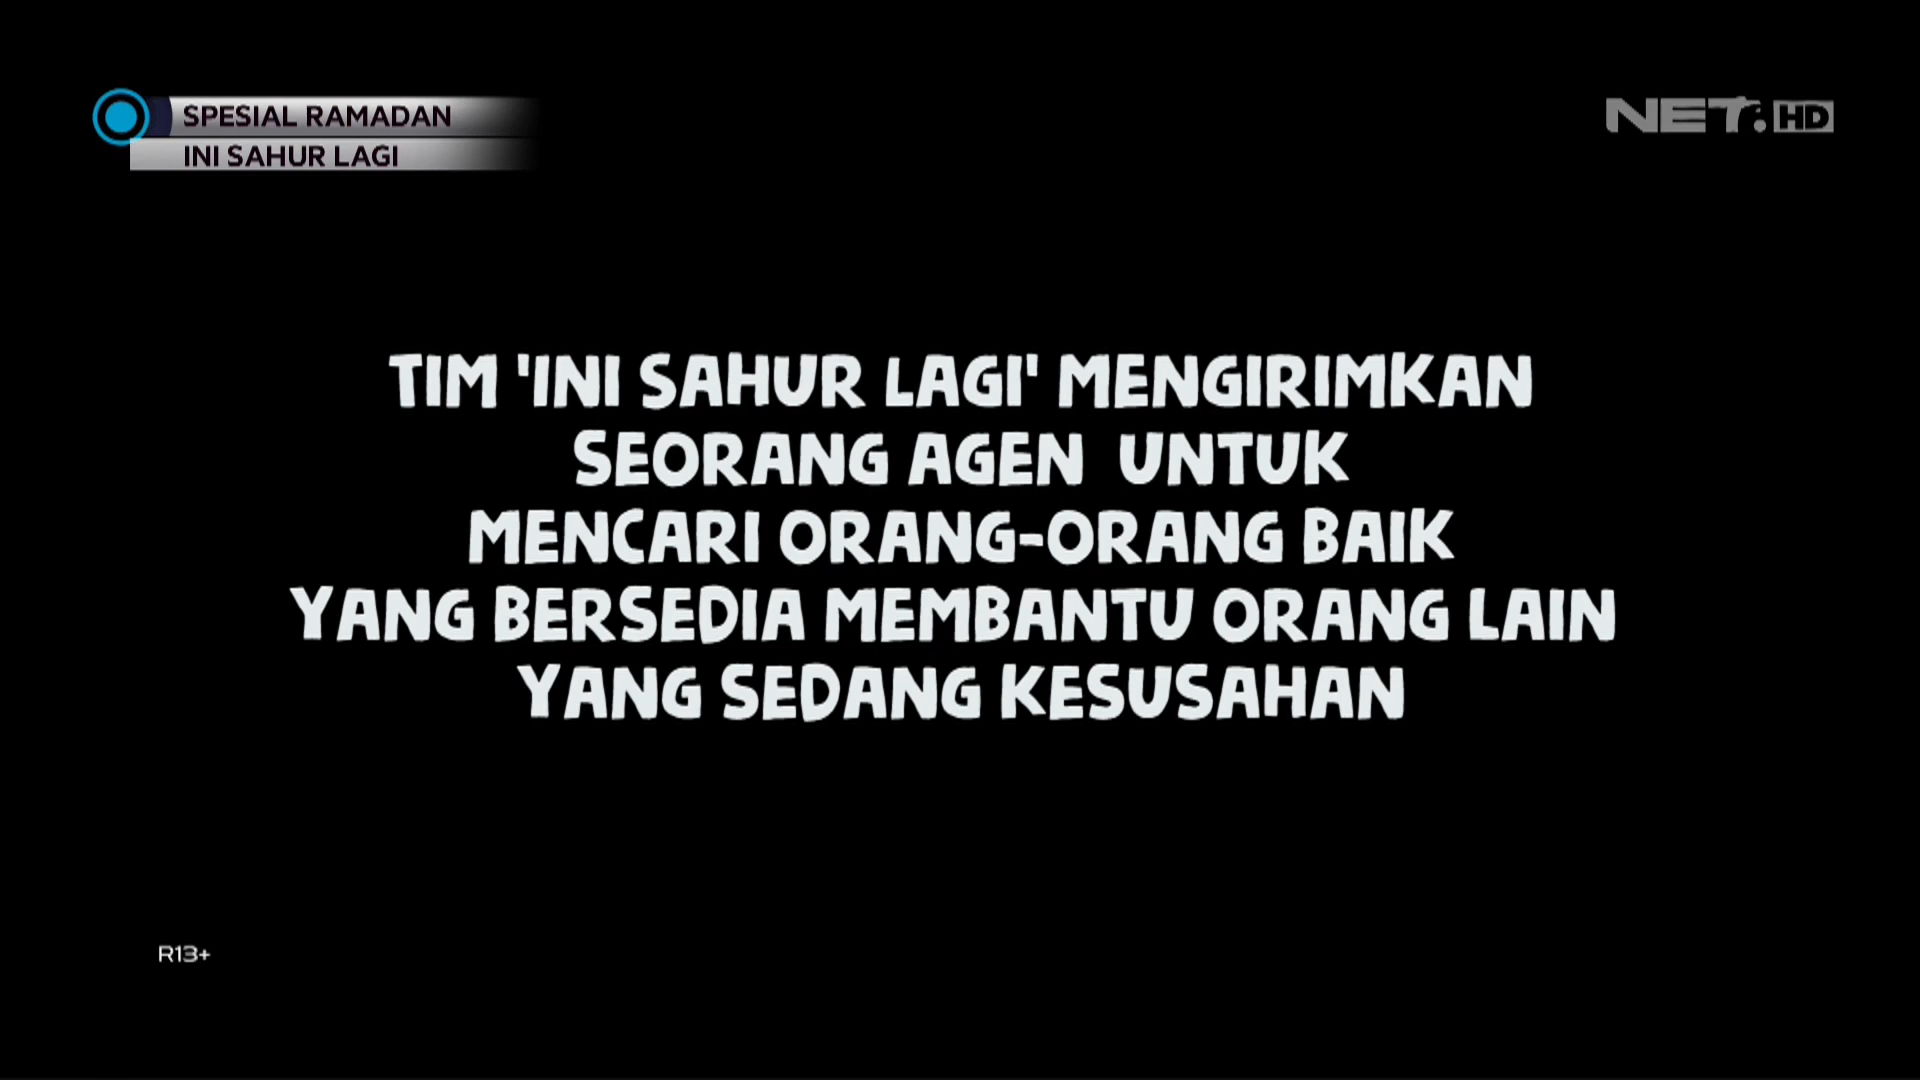 SPESIAL RAMADAN
INI SAHUR LAGI
NET. HD
TIM 'INI SAHUR LAGI' MENGIRIMKAN
SEORANG AGEN UNTUK
MENCARI ORANG-ORANG BAIK
YANG BERSEDIA MEMBANTU ORANG LAIN
YANG SEDANG KESUSAHAN
R13+